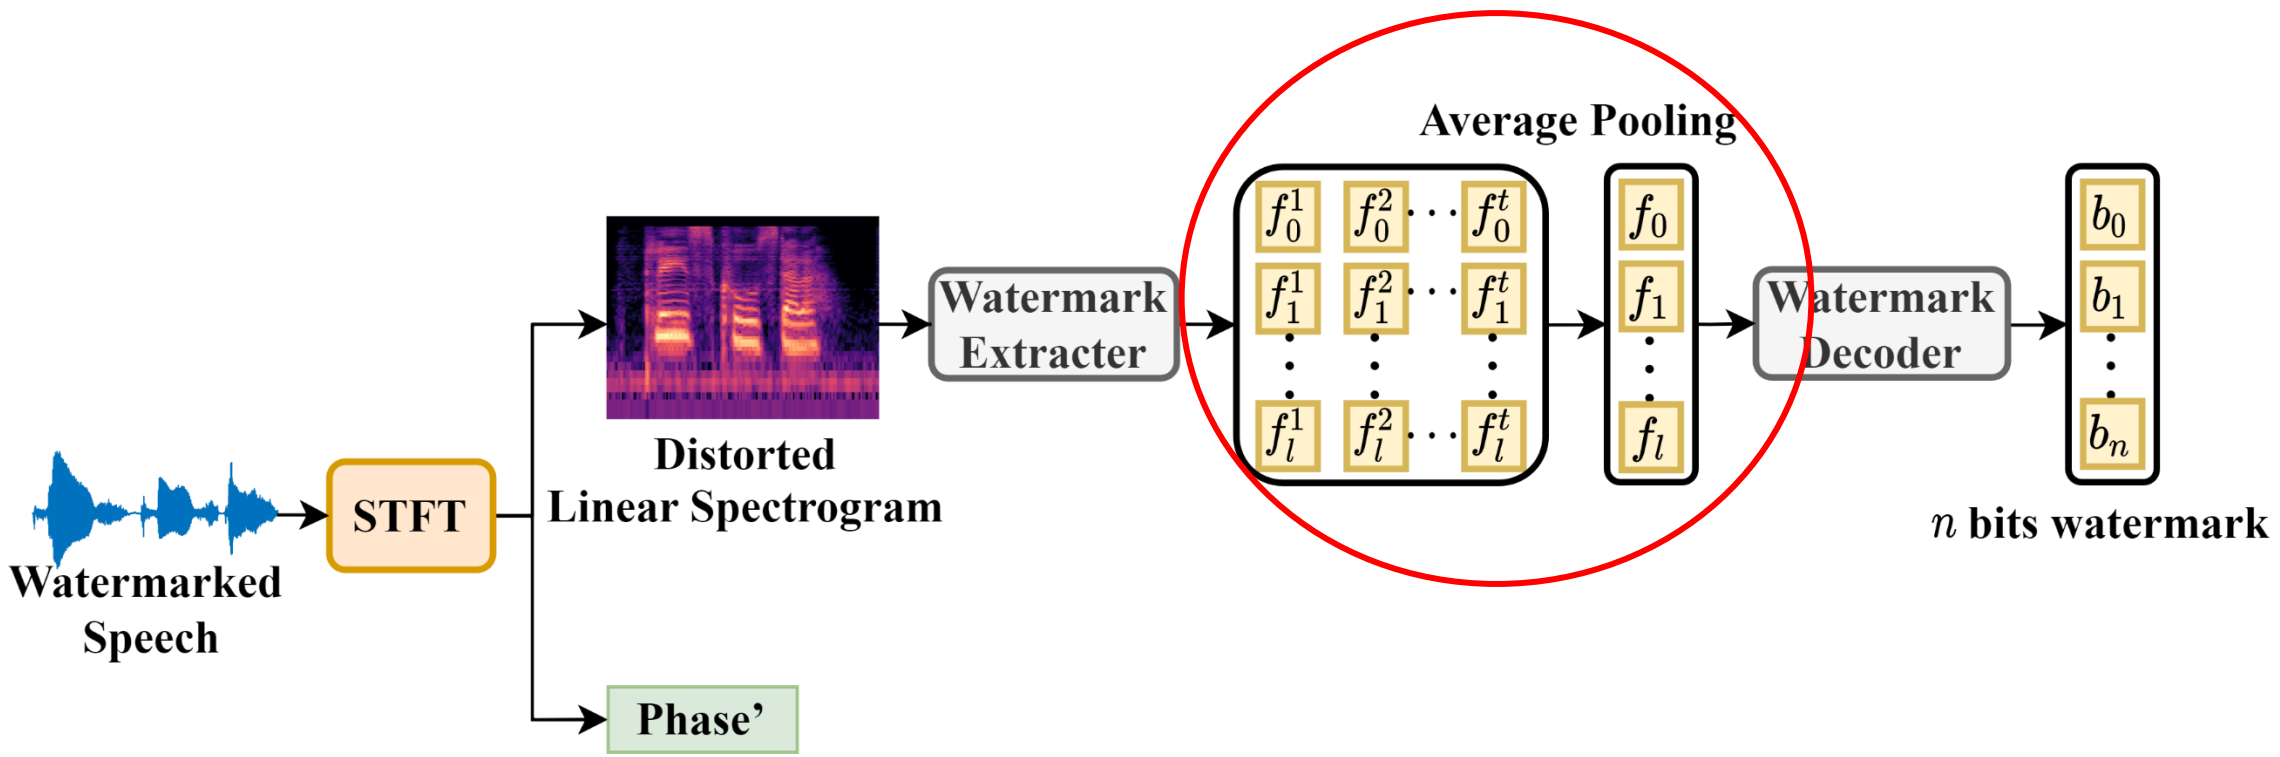 Average Pooling
f_0^1 f_0^2 ··· f_0^t
f_1^1 f_1^2 ··· f_1^t
f_l^1 f_l^2 ··· f_l^t
f_0
f_1
f_l
b_0
b_1
b_n
Watermark
Extracter
Watermark
Decoder
Distorted
Linear Spectrogram
STFT
Watermarked
Speech
n bits watermark
Phase’